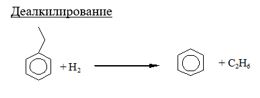 Деалкилирование
+ H₂ + C₂H₆